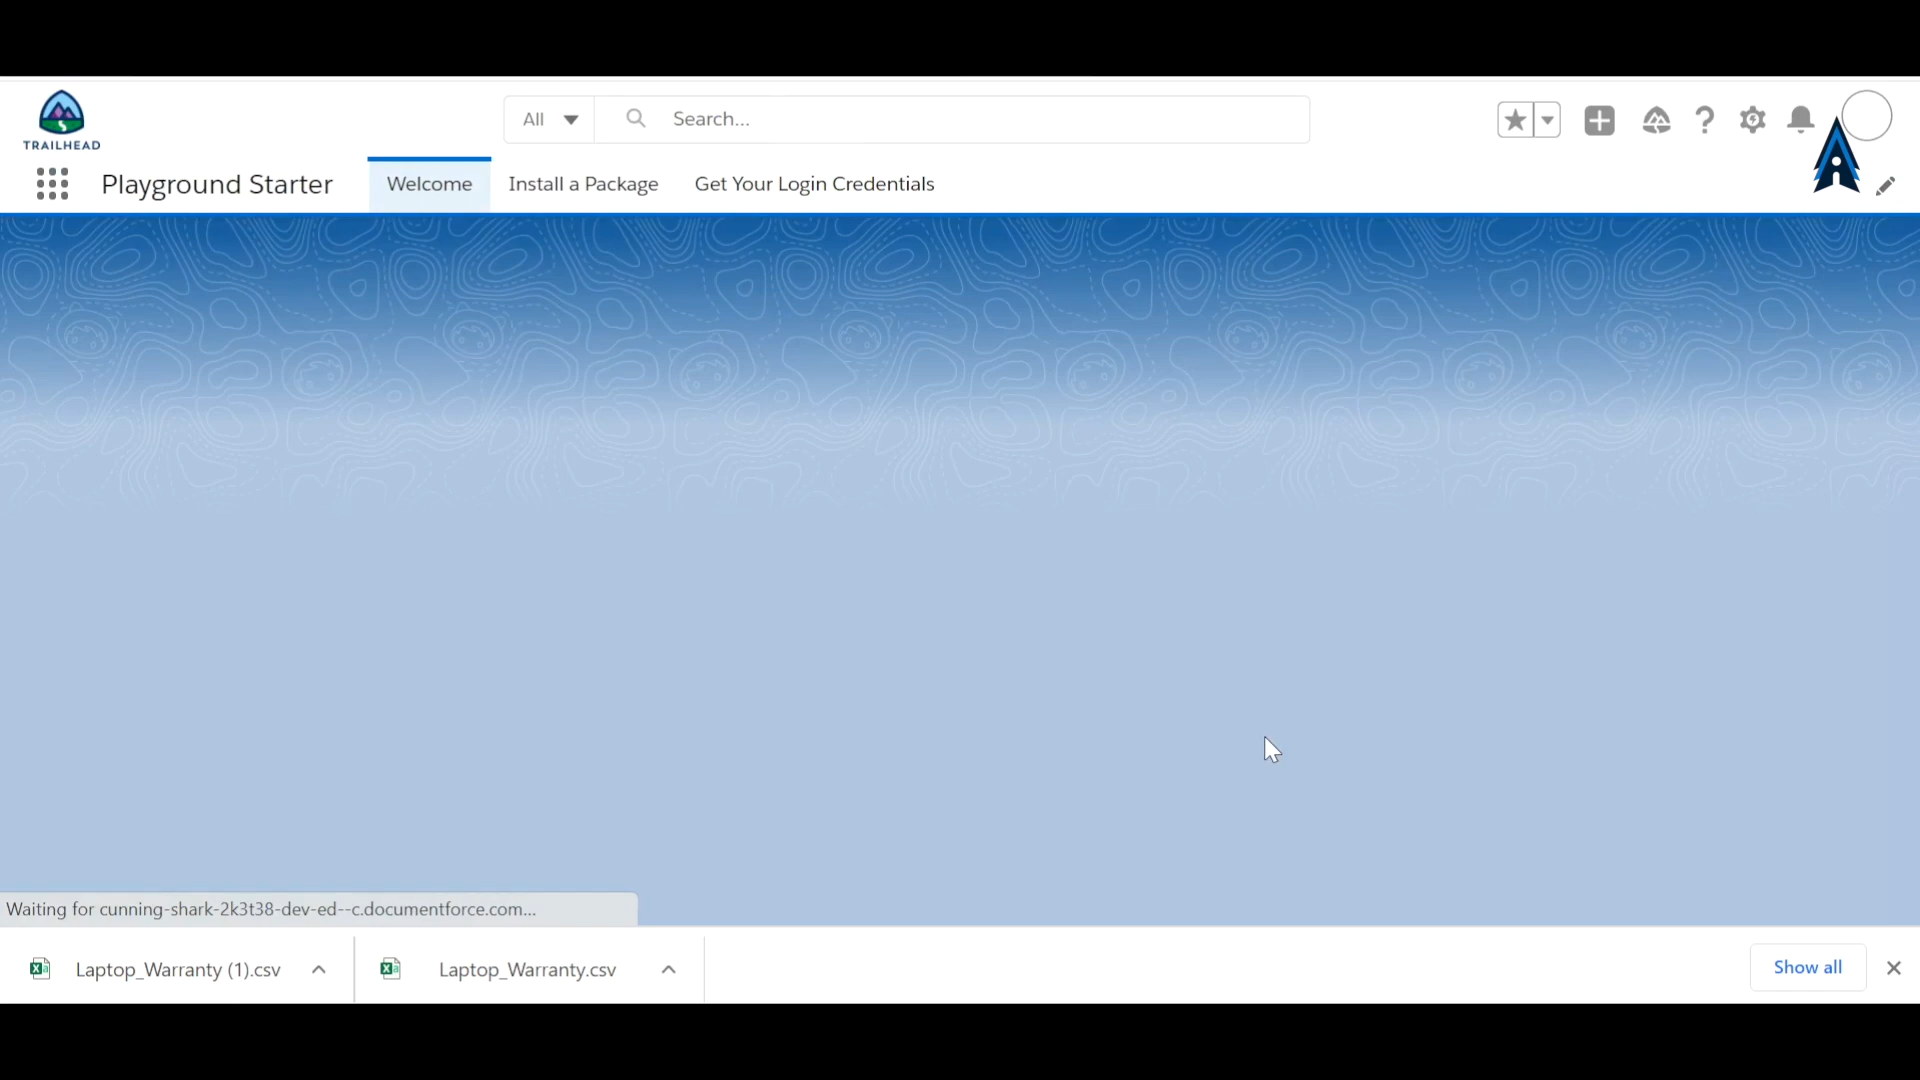 TRAILHEAD
All
Search...
Playground Starter
Welcome
Install a Package
Get Your Login Credentials
Waiting for cunning-shark-2k3t38-dev-ed--c.documentforce.com...
Laptop_Warranty (1).csv
Laptop_Warranty.csv
Show all